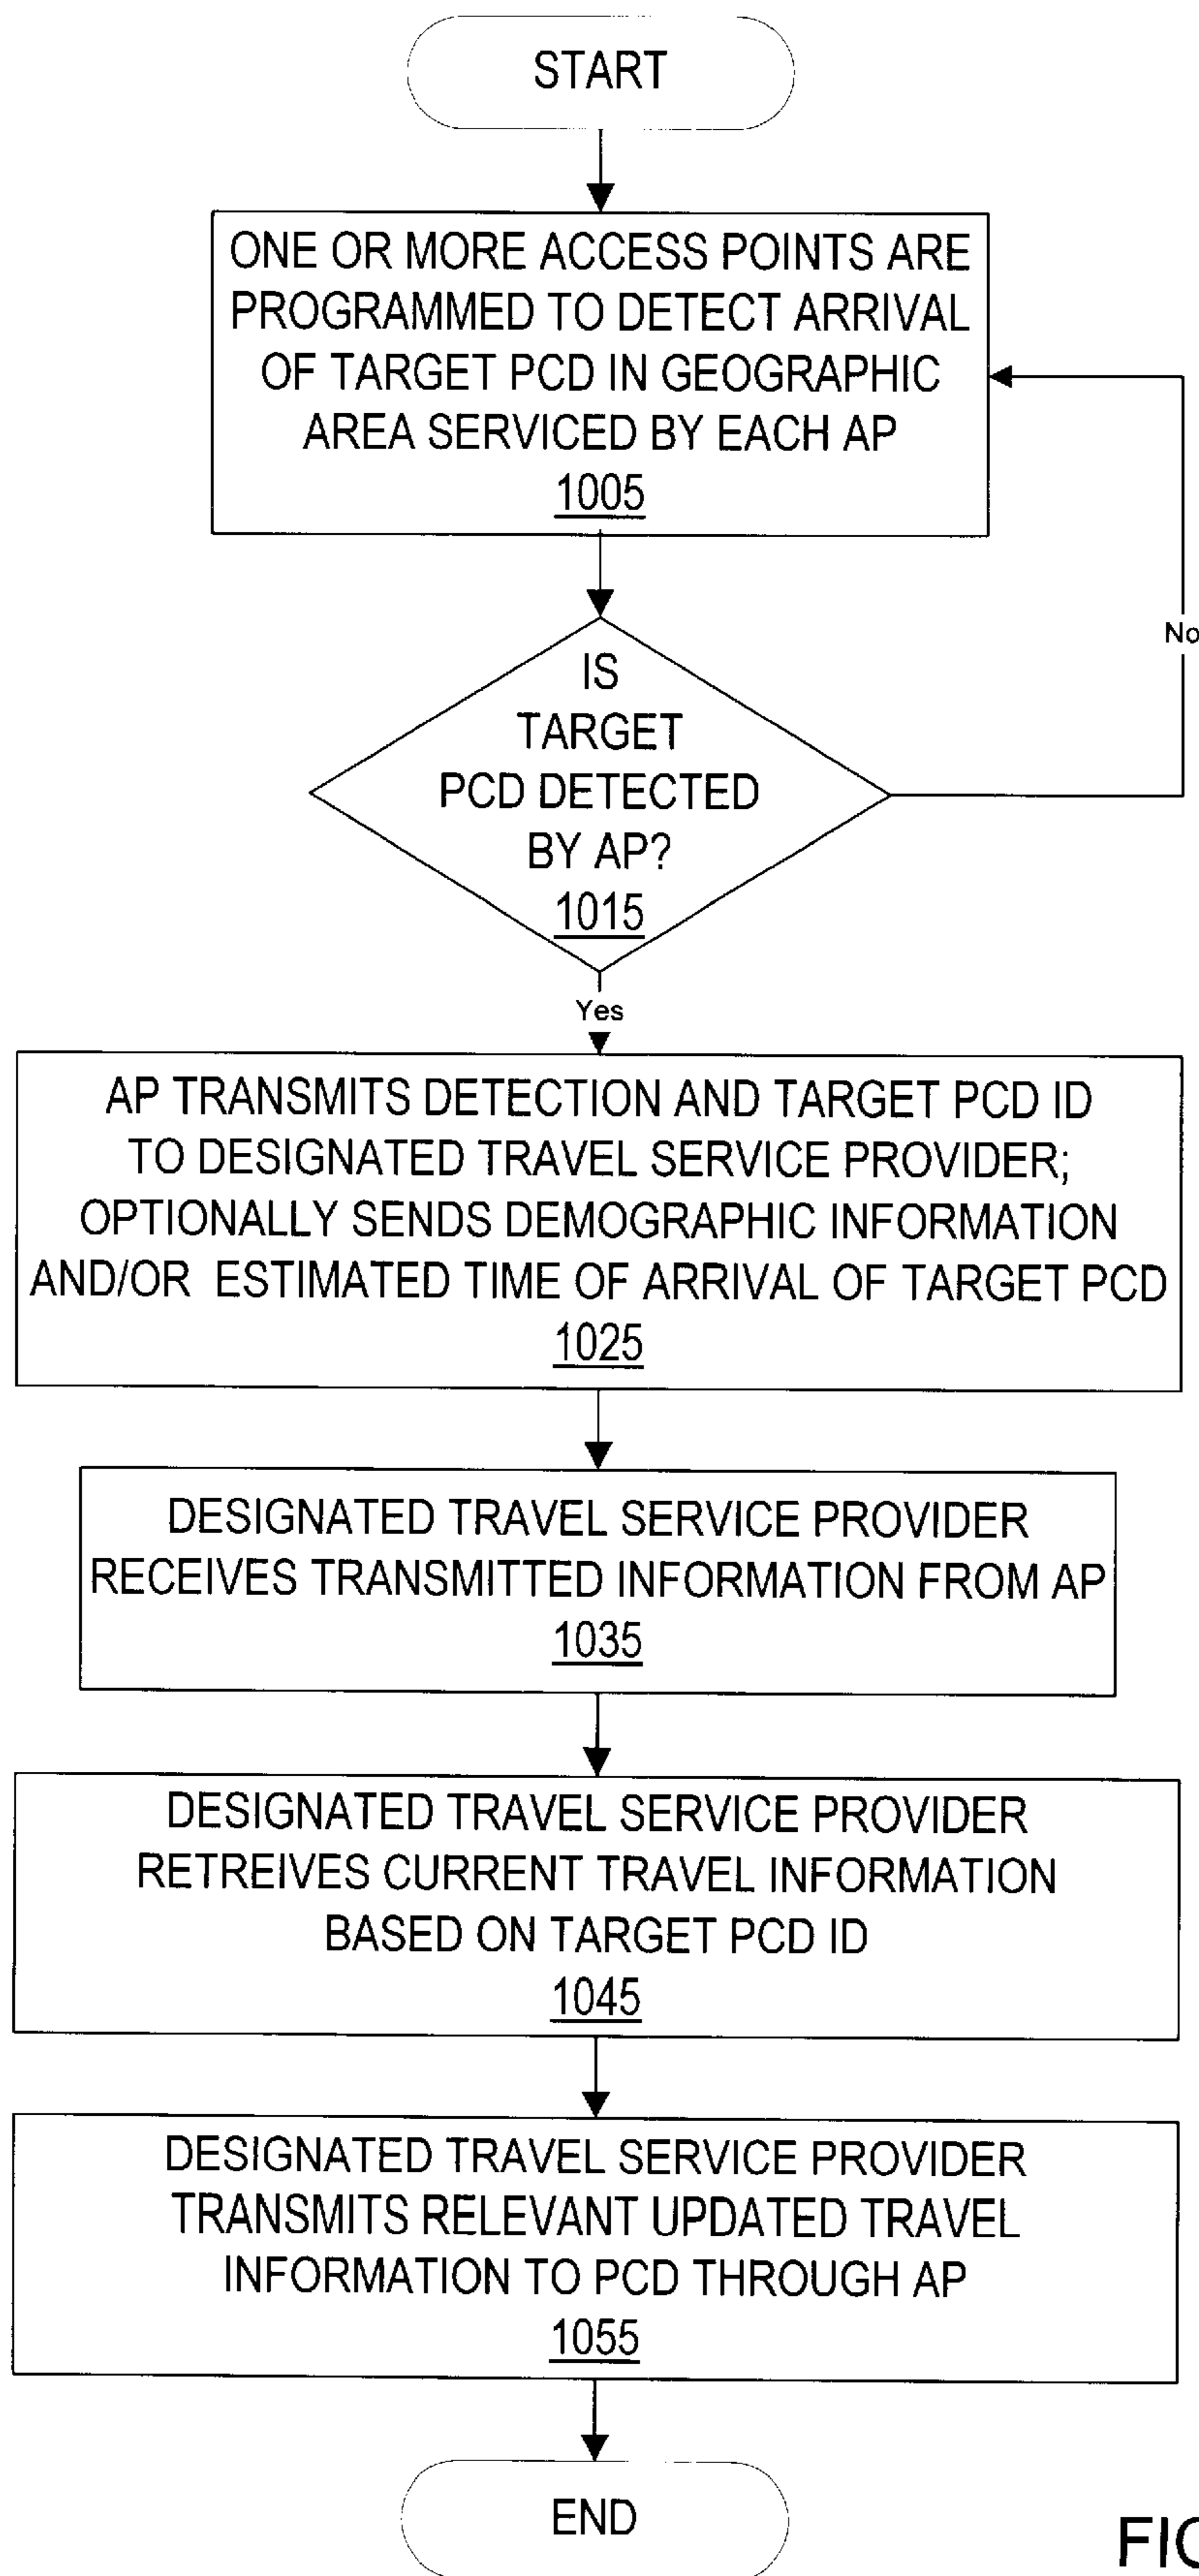 START
ONE OR MORE ACCESS POINTS ARE
PROGRAMMED TO DETECT ARRIVAL
OF TARGET PCD IN GEOGRAPHIC
AREA SERVICED BY EACH AP
1005
No
IS
TARGET
PCD DETECTED
BY AP?
1015
Yes
AP TRANSMITS DETECTION AND TARGET PCD ID
TO DESIGNATED TRAVEL SERVICE PROVIDER;
OPTIONALLY SENDS DEMOGRAPHIC INFORMATION
AND/OR ESTIMATED TIME OF ARRIVAL OF TARGET PCD
1025
DESIGNATED TRAVEL SERVICE PROVIDER
RECEIVES TRANSMITTED INFORMATION FROM AP
1035
DESIGNATED TRAVEL SERVICE PROVIDER
RETREIVES CURRENT TRAVEL INFORMATION
BASED ON TARGET PCD ID
1045
DESIGNATED TRAVEL SERVICE PROVIDER
TRANSMITS RELEVANT UPDATED TRAVEL
INFORMATION TO PCD THROUGH AP
1055
END